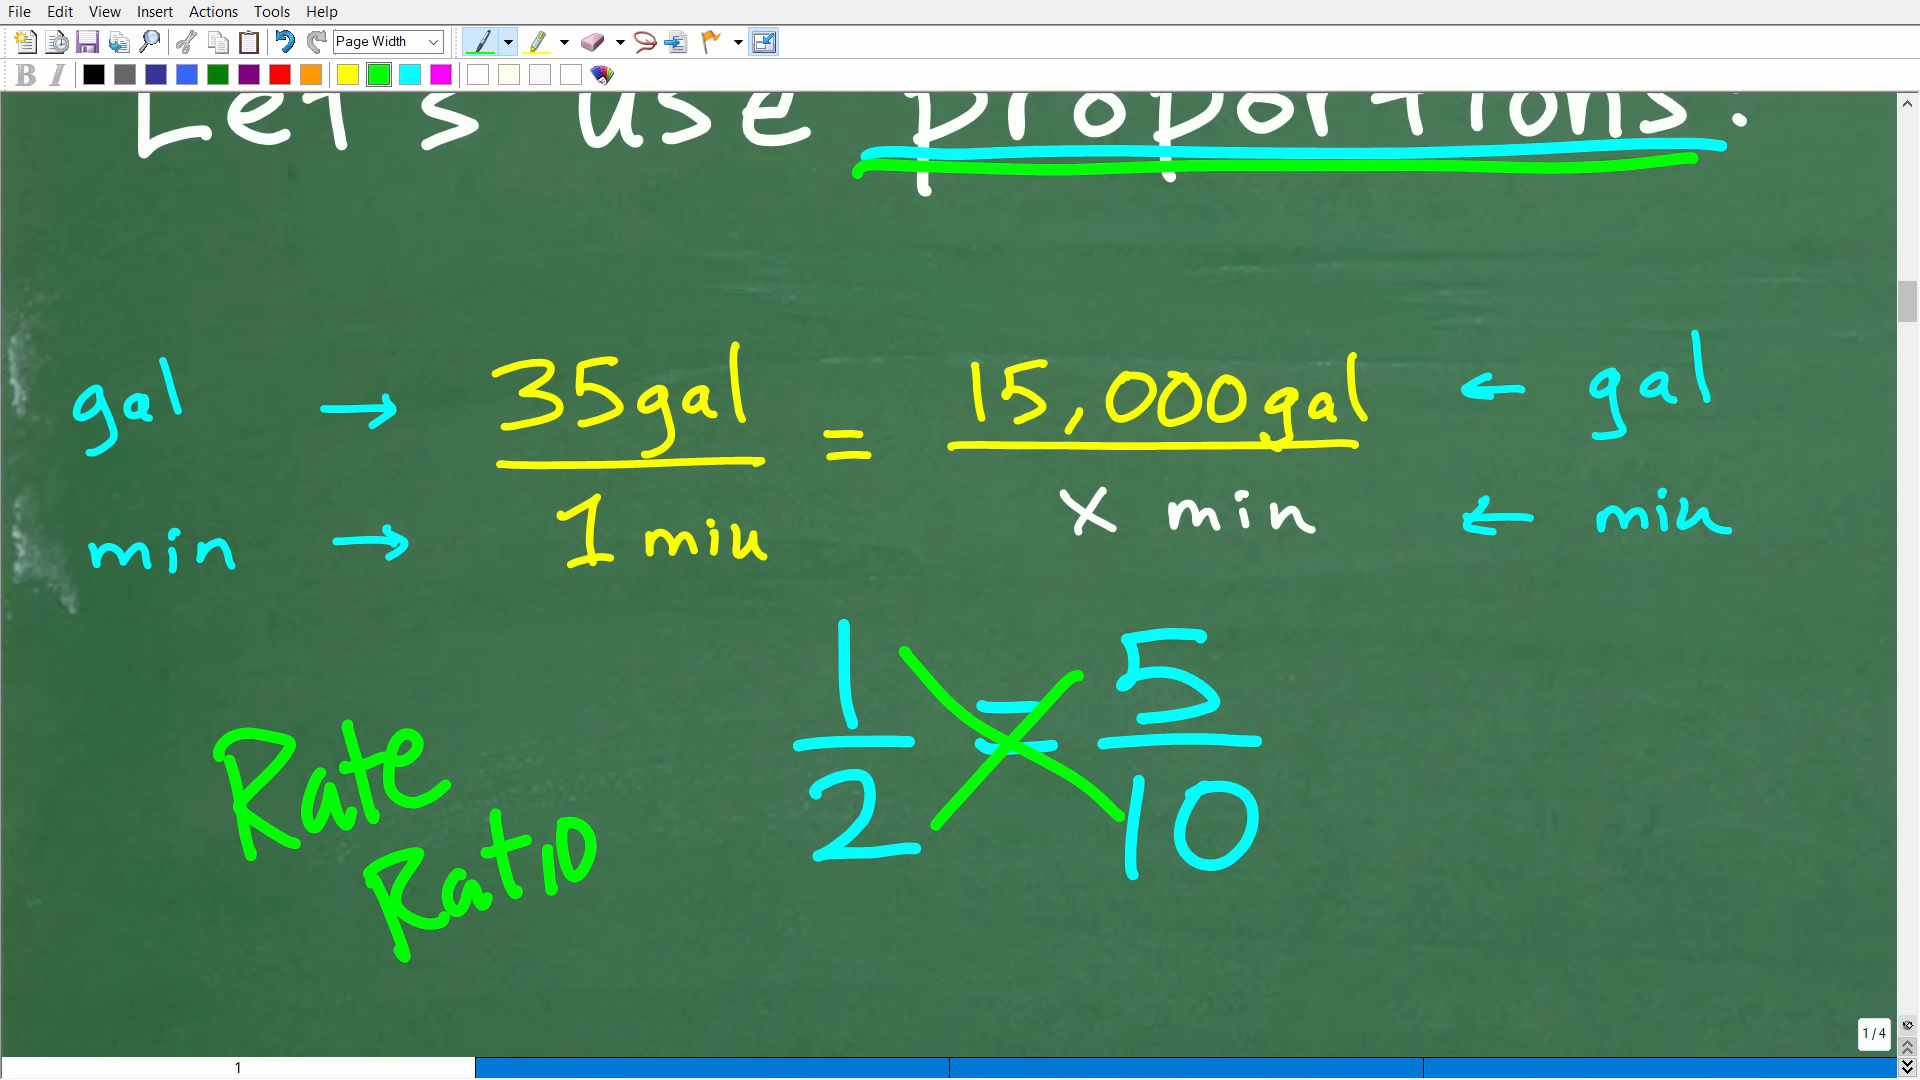 File Edit View Insert Actions Tools Help
Page Width
B I
Let's use proportions:
gal → 35gal = 15,000gal ← gal
min → 1 min x min ← min
1 = 5
2 10
Rate
Ratio
1/4
1